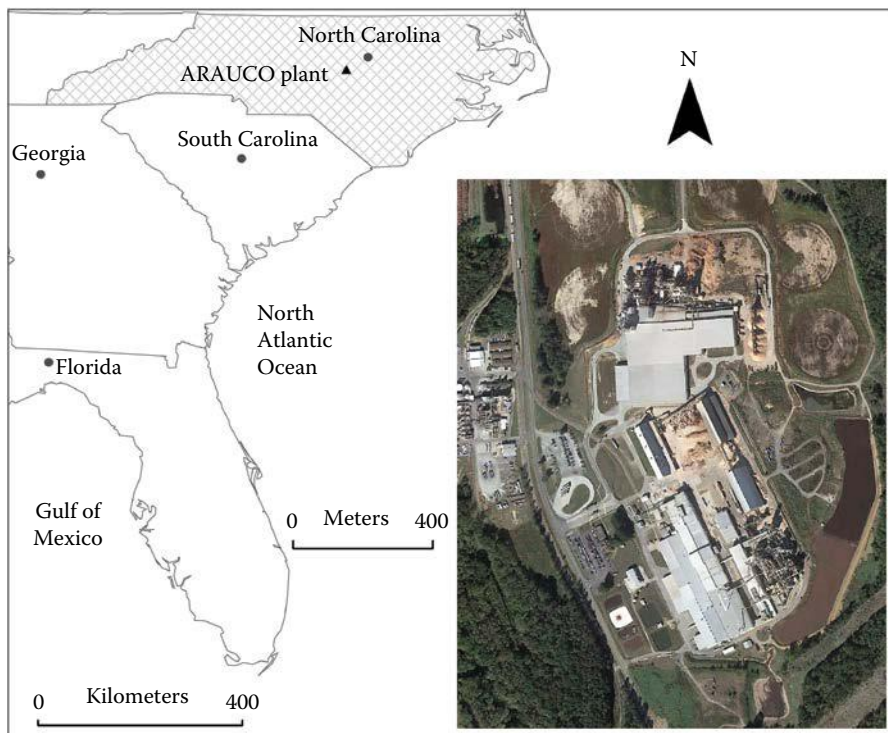 North Carolina
ARAUCO plant
N
South Carolina
Georgia
North
Atlantic
Ocean
Florida
Gulf of
Mexico
0 Meters 400
0 Kilometers 400